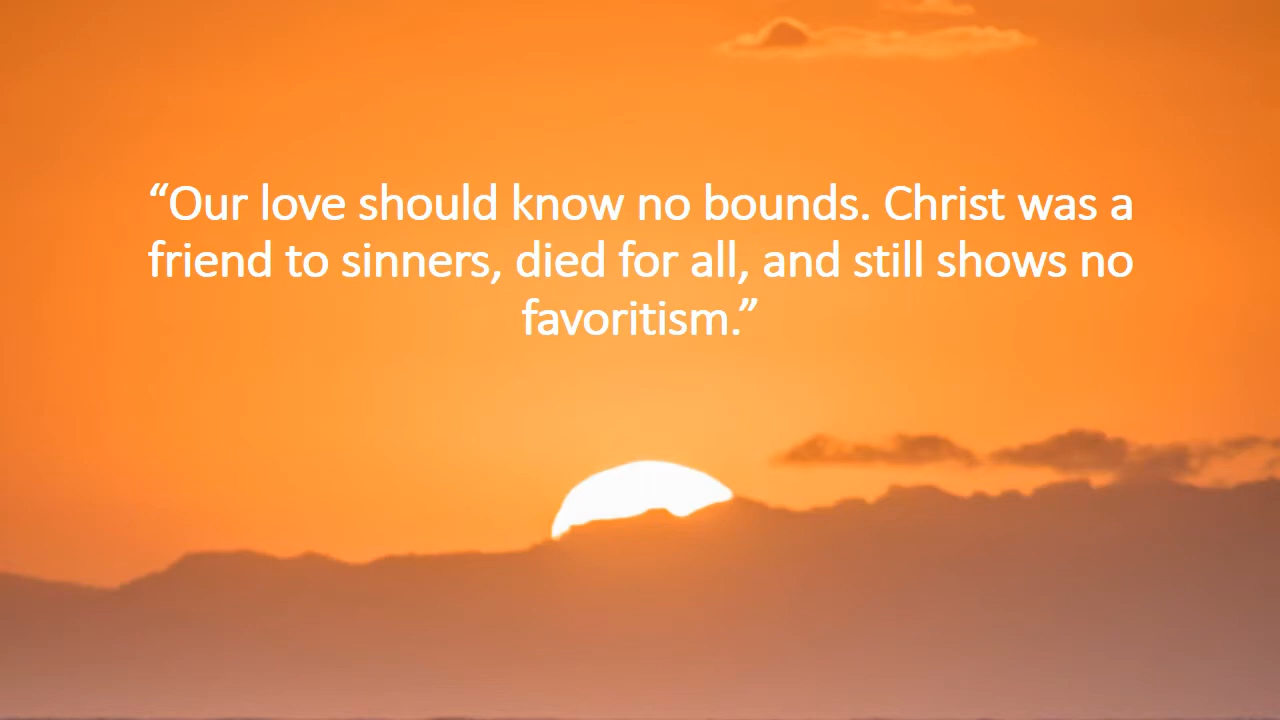 “Our love should know no bounds. Christ was a
friend to sinners, died for all, and still shows no
favoritism.”